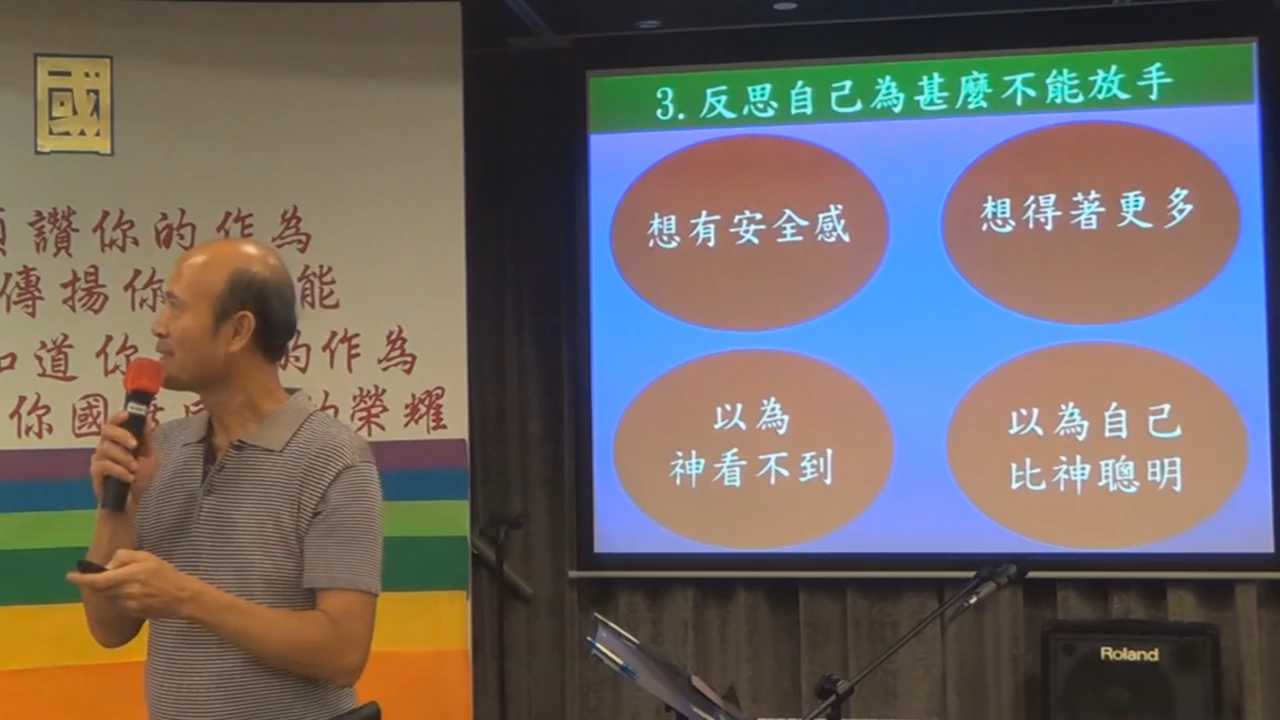 國
讚你的作為
傳揚你 能
道你 的作為
你國 的榮耀
3. 反思自己為甚麼不能放手
想有安全感
想得著更多
以為
神看不到
以為自己
比神聰明
Roland